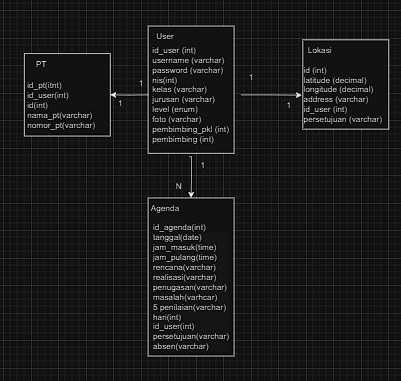 User
id_user (int)
username (varchar)
password (varchar)
nis(int)
kelas (varchar)
jurusan (varchar)
level (enum)
foto (varchar)
pembimbing_pkl (int)
pembimbing (int)
PT
id_pt(itnt)
id_user(int)
id(int)
nama_pt(varchar)
nomor_pt(varchar)
1
1
1
1
Lokasi
id (int)
latitude (decimal)
longitude (decimal)
address (varchar)
id_user (int)
persetujuan (varchar)
1
N
Agenda
id_agenda(int)
tanggal(date)
jam_masuk(time)
jam_pulang(time)
rencana(varchar)
realisasi(varchar)
penugasan(varchar)
masalah(varhcar)
5 penilaian(varchar)
hari(int)
id_user(int)
persetujuan(varchar)
absen(varchar)